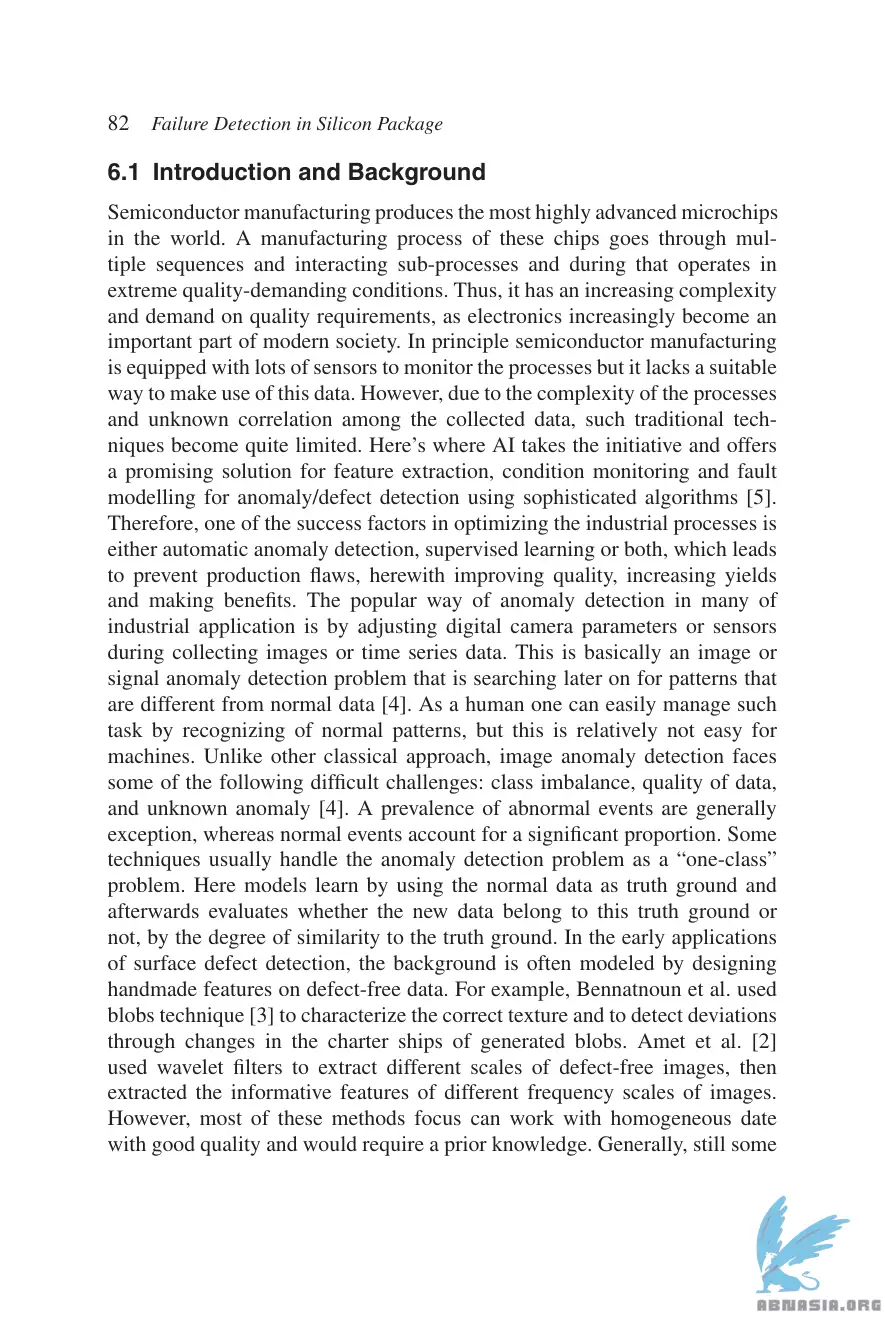 82 Failure Detection in Silicon Package
6.1 Introduction and Background
Semiconductor manufacturing produces the most highly advanced microchips
in the world. A manufacturing process of these chips goes through mul-
tiple sequences and interacting sub-processes and during that operates in
extreme quality-demanding conditions. Thus, it has an increasing complexity
and demand on quality requirements, as electronics increasingly become an
important part of modern society. In principle semiconductor manufacturing
is equipped with lots of sensors to monitor the processes but it lacks a suitable
way to make use of this data. However, due to the complexity of the processes
and unknown correlation among the collected data, such traditional tech-
niques become quite limited. Here’s where AI takes the initiative and offers
a promising solution for feature extraction, condition monitoring and fault
modelling for anomaly/defect detection using sophisticated algorithms [5].
Therefore, one of the success factors in optimizing the industrial processes is
either automatic anomaly detection, supervised learning or both, which leads
to prevent production flaws, herewith improving quality, increasing yields
and making benefits. The popular way of anomaly detection in many of
industrial application is by adjusting digital camera parameters or sensors
during collecting images or time series data. This is basically an image or
signal anomaly detection problem that is searching later on for patterns that
are different from normal data [4]. As a human one can easily manage such
task by recognizing of normal patterns, but this is relatively not easy for
machines. Unlike other classical approach, image anomaly detection faces
some of the following difficult challenges: class imbalance, quality of data,
and unknown anomaly [4]. A prevalence of abnormal events are generally
exception, whereas normal events account for a significant proportion. Some
techniques usually handle the anomaly detection problem as a “one-class”
problem. Here models learn by using the normal data as truth ground and
afterwards evaluates whether the new data belong to this truth ground or
not, by the degree of similarity to the truth ground. In the early applications
of surface defect detection, the background is often modeled by designing
handmade features on defect-free data. For example, Bennatnoun et al. used
blobs technique [3] to characterize the correct texture and to detect deviations
through changes in the charter ships of generated blobs. Amet et al. [2]
used wavelet filters to extract different scales of defect-free images, then
extracted the informative features of different frequency scales of images.
However, most of these methods focus can work with homogeneous date
with good quality and would require a prior knowledge. Generally, still some
ABNASIA.ORG